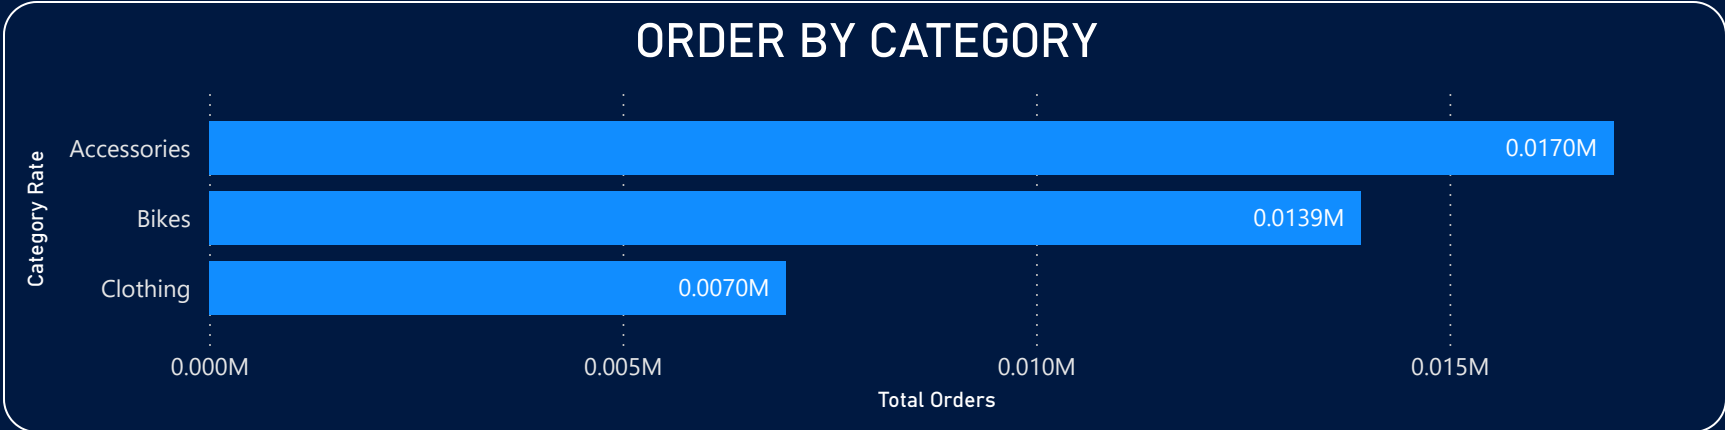 ORDER BY CATEGORY
Category Rate
Accessories 0.0170M
Bikes 0.0139M
Clothing 0.0070M
0.000M 0.005M 0.010M 0.015M
Total Orders